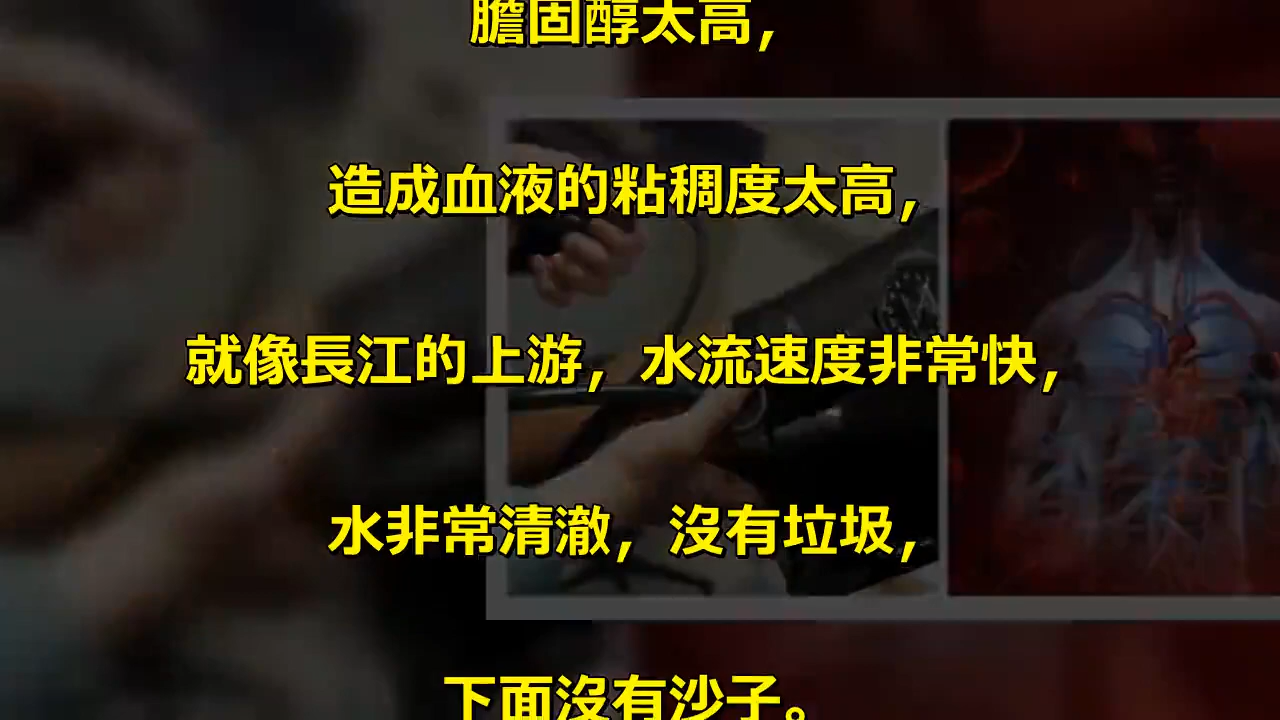 膽固醇太高，
造成血液的粘稠度太高，
就像長江的上游，水流速度非常快，
水非常清澈，沒有垃圾，
下面沒有沙子。